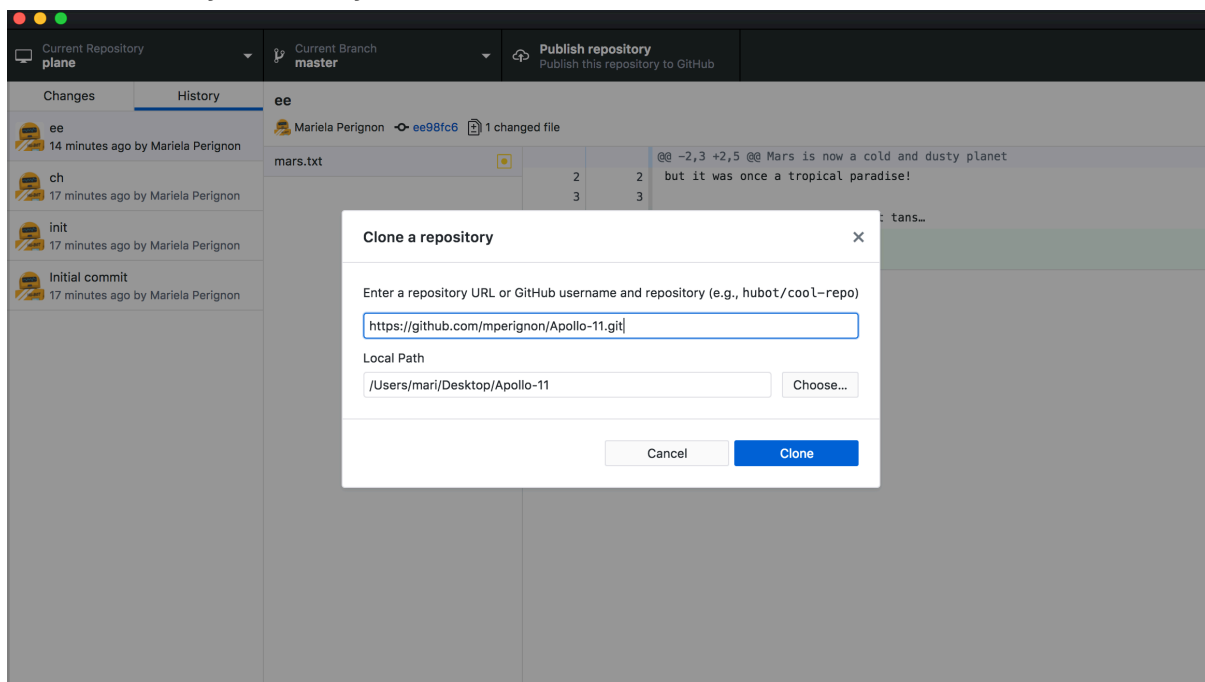 Current Repository
plane
Current Branch
master
Publish repository
Publish this repository to GitHub
Changes
History
ee
14 minutes ago by Mariela Perignon
ch
17 minutes ago by Mariela Perignon
init
17 minutes ago by Mariela Perignon
Initial commit
17 minutes ago by Mariela Perignon
ee
Mariela Perignon ee98fc6 1 changed file
mars.txt
@@ -2,3 +2,5 @@ Mars is now a cold and dusty planet
2 2 but it was once a tropical paradise!
3 3
tans…
Clone a repository
Enter a repository URL or GitHub username and repository (e.g., hubot/cool-repo)
https://github.com/mperignon/Apollo-11.git
Local Path
/Users/mari/Desktop/Apollo-11
Choose...
Cancel
Clone